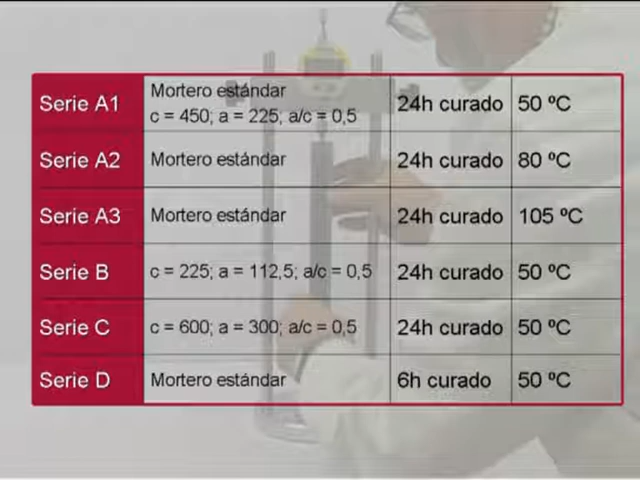 Serie A1
Mortero estándar
c = 450; a = 225; a/c = 0,5
24h curado
50 ºC
Serie A2
Mortero estándar
24h curado
80 ºC
Serie A3
Mortero estándar
24h curado
105 ºC
Serie B
c = 225; a = 112,5; a/c = 0,5
24h curado
50 ºC
Serie C
c = 600; a = 300; a/c = 0,5
24h curado
50 ºC
Serie D
Mortero estándar
6h curado
50 ºC